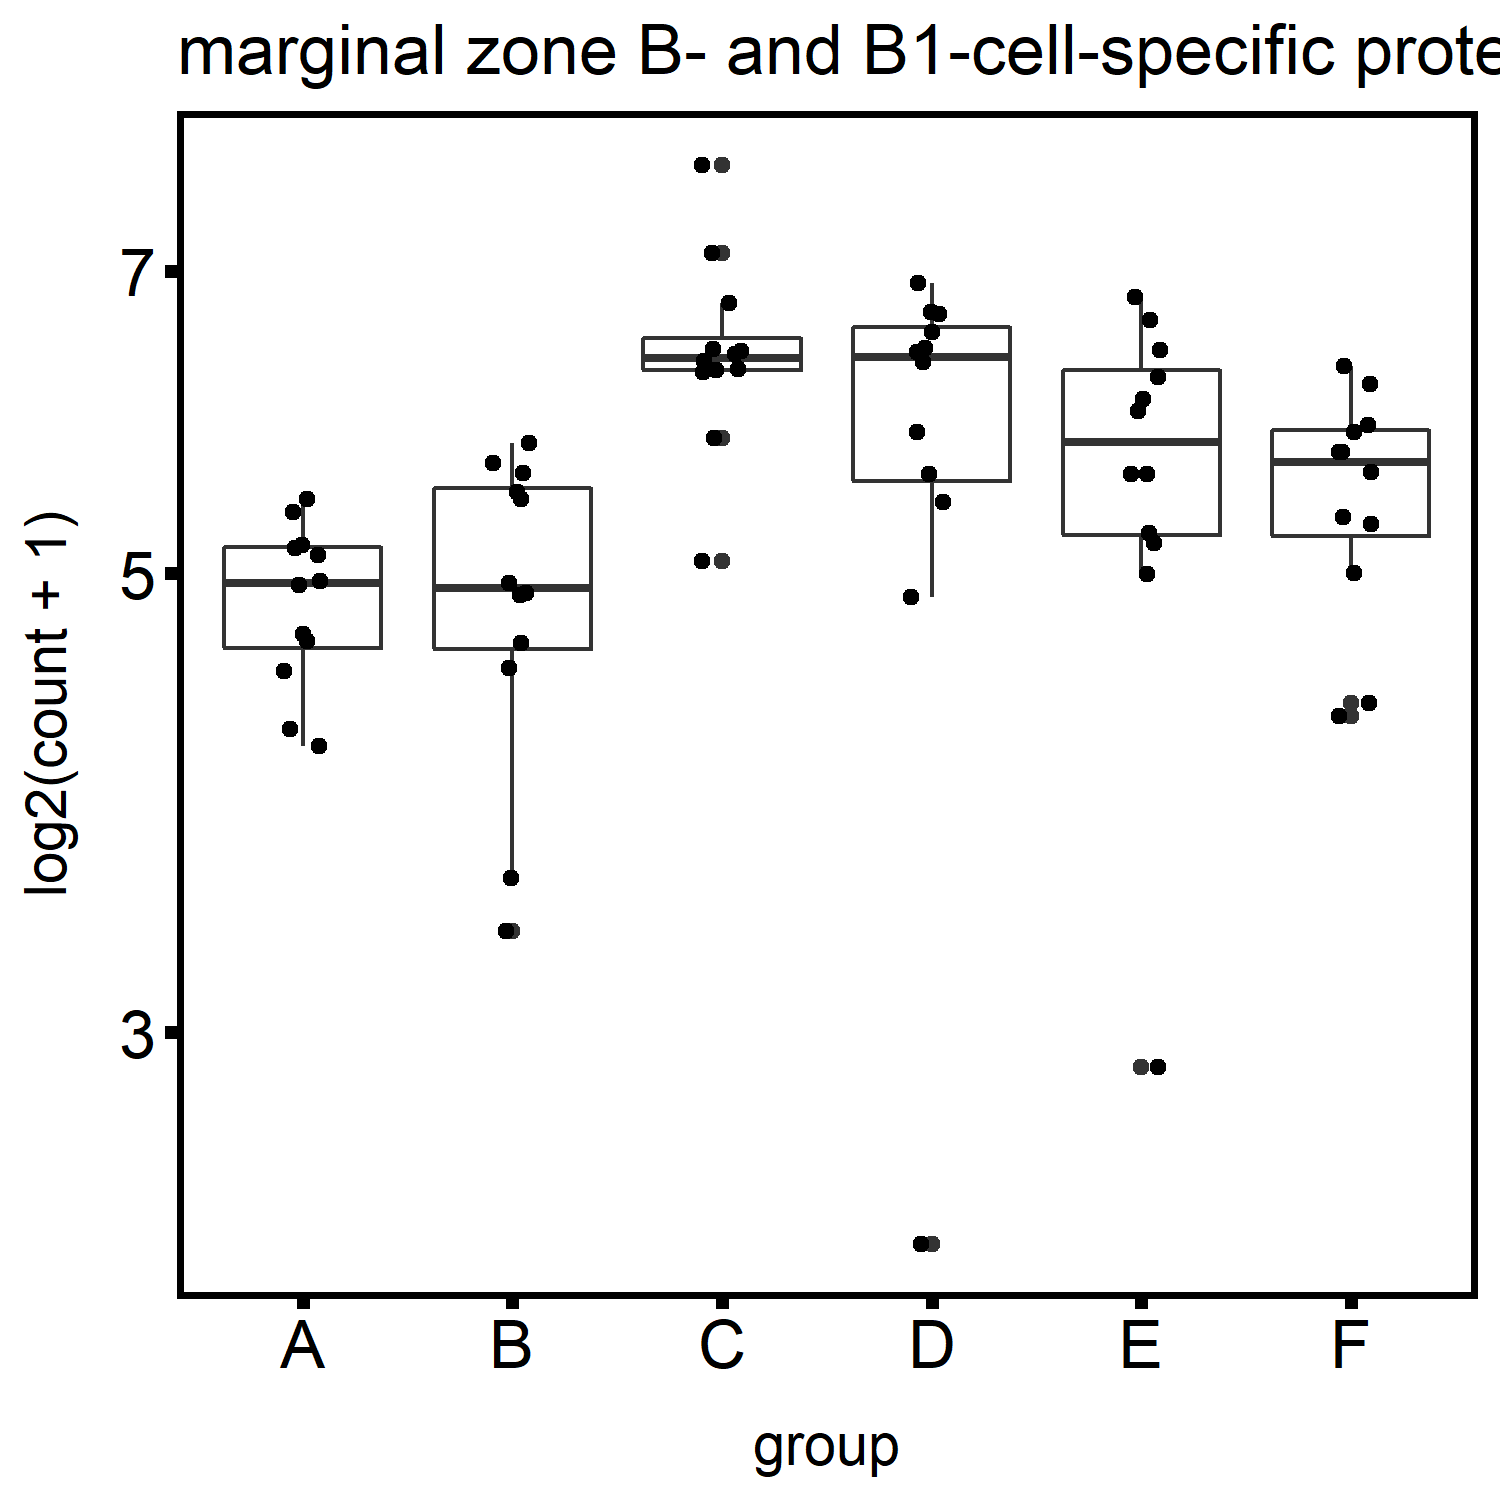 marginal zone B- and B1-cell-specific prote
7
5
3
log2(count + 1)
A B C D E F
group